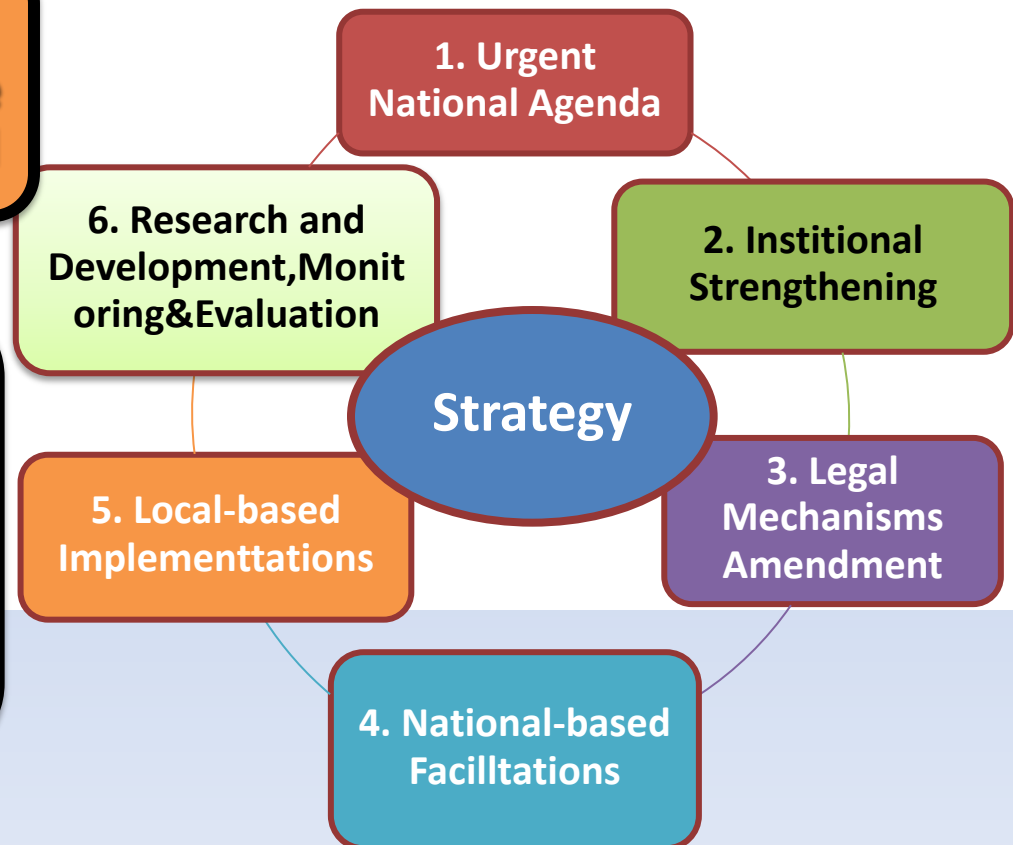 1. Urgent
National Agenda
2. Institional
Strengthening
3. Legal
Mechanisms
Amendment
4. National-based
Facilltations
5. Local-based
Implementtations
6. Research and
Development,Monit
oring&Evaluation
Strategy